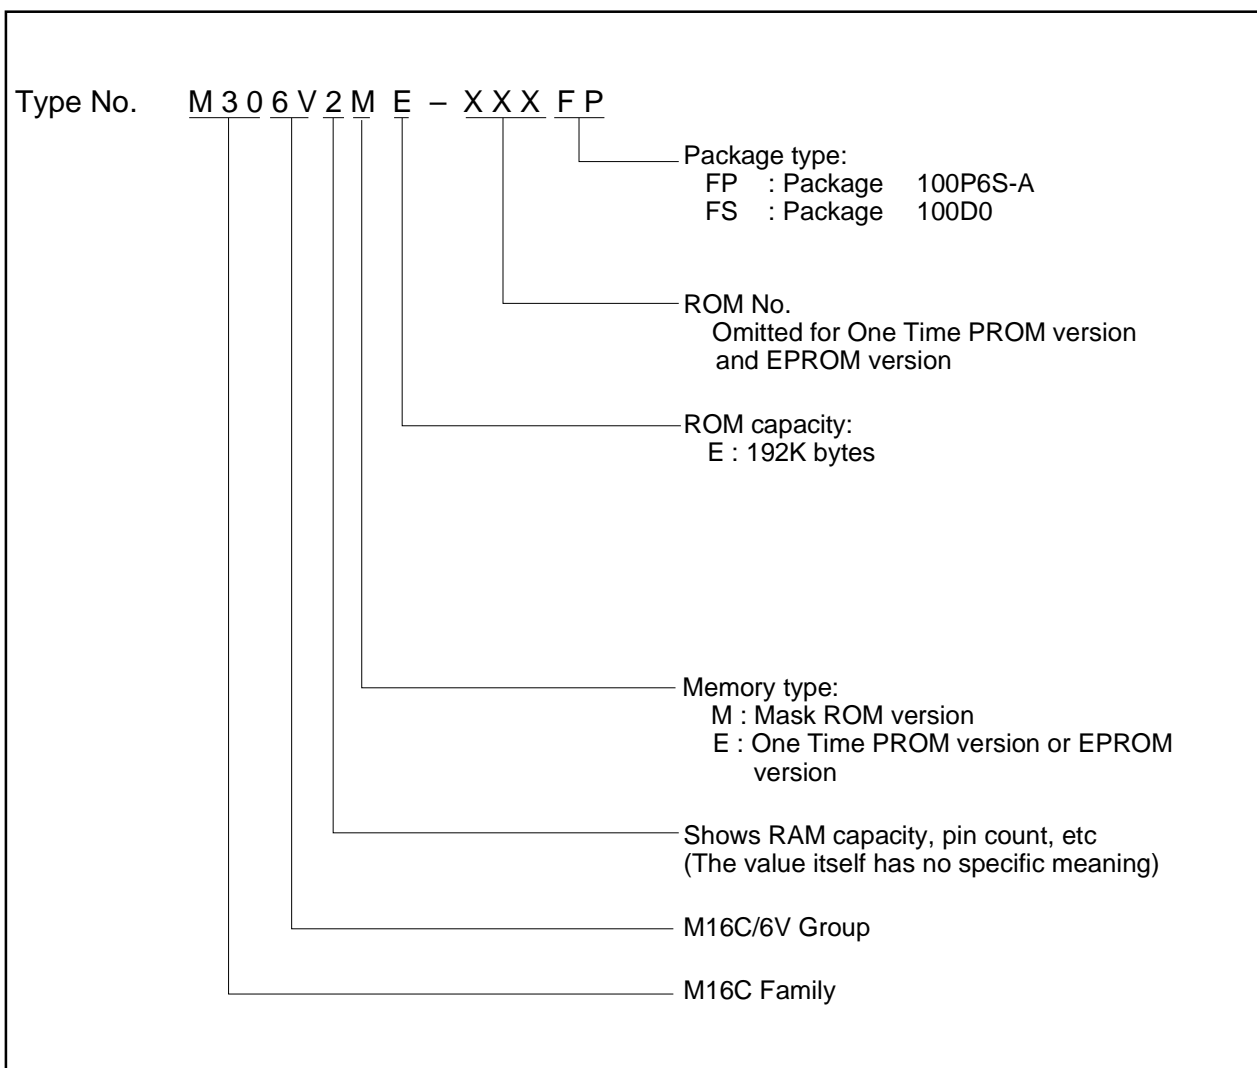 Type No. M 3 0 6 V 2 M E – X X X F P
Package type:
FP : Package 100P6S-A
FS : Package 100D0
ROM No.
Omitted for One Time PROM version
and EPROM version
ROM capacity:
E : 192K bytes
Memory type:
M : Mask ROM version
E : One Time PROM version or EPROM
version
Shows RAM capacity, pin count, etc
(The value itself has no specific meaning)
M16C/6V Group
M16C Family